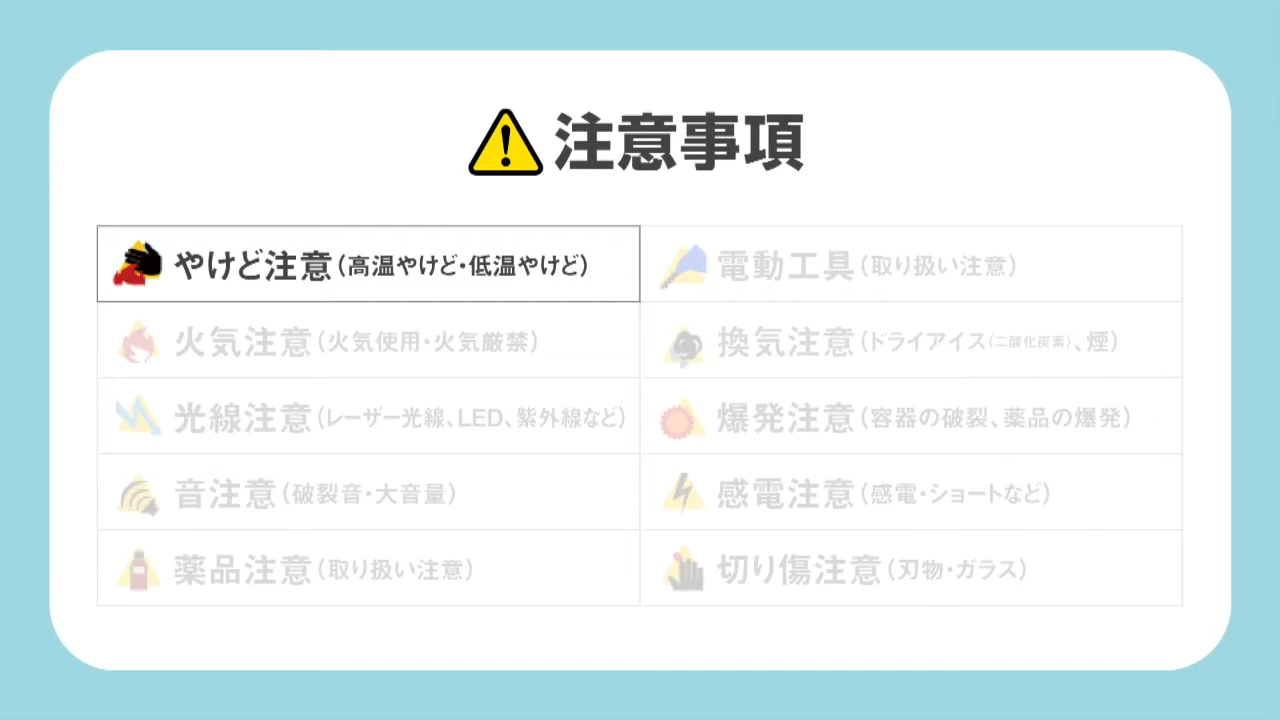 注意事項
やけど注意(高温やけど・低温やけど)
電動工具(取り扱い注意)
火気注意(火気使用・火気厳禁)
換気注意(ドライアイス(二酸化炭素)、煙)
光線注意(レーザー光線、LED、紫外線など)
爆発注意(容器の破裂、薬品の爆発)
音注意(破裂音・大音量)
感電注意(感電・ショートなど)
薬品注意(取り扱い注意)
切り傷注意(刃物・ガラス)